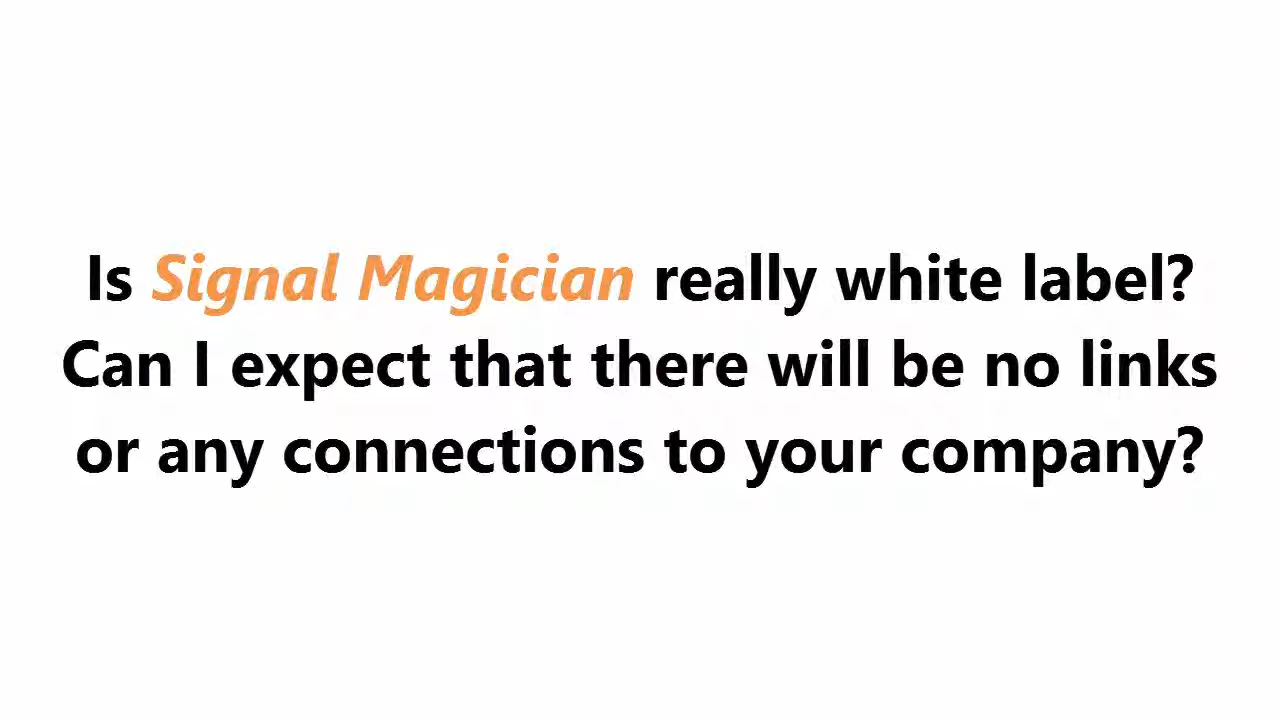 Is Signal Magician really white label?
Can I expect that there will be no links
or any connections to your company?